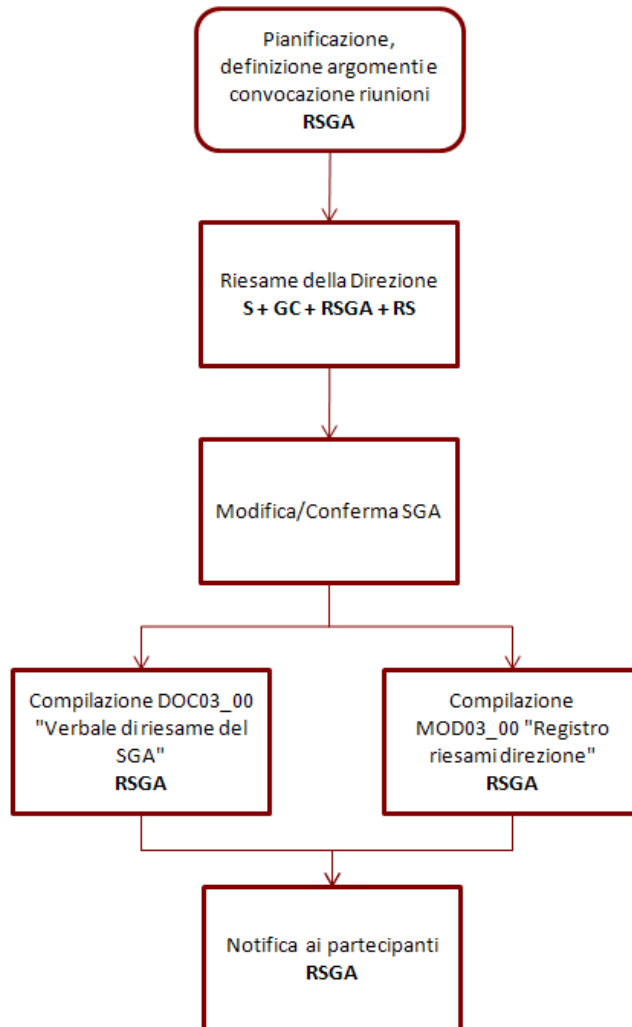 Pianificazione,
definizione argomenti e
convocazione riunioni
RSGA
Riesame della Direzione
S + GC + RSGA + RS
Modifica/Conferma SGA
Compilazione DOC03_00
"Verbale di riesame del
SGA"
RSGA
Compilazione
MOD03_00 "Registro
riesami direzione"
RSGA
Notifica ai partecipanti
RSGA